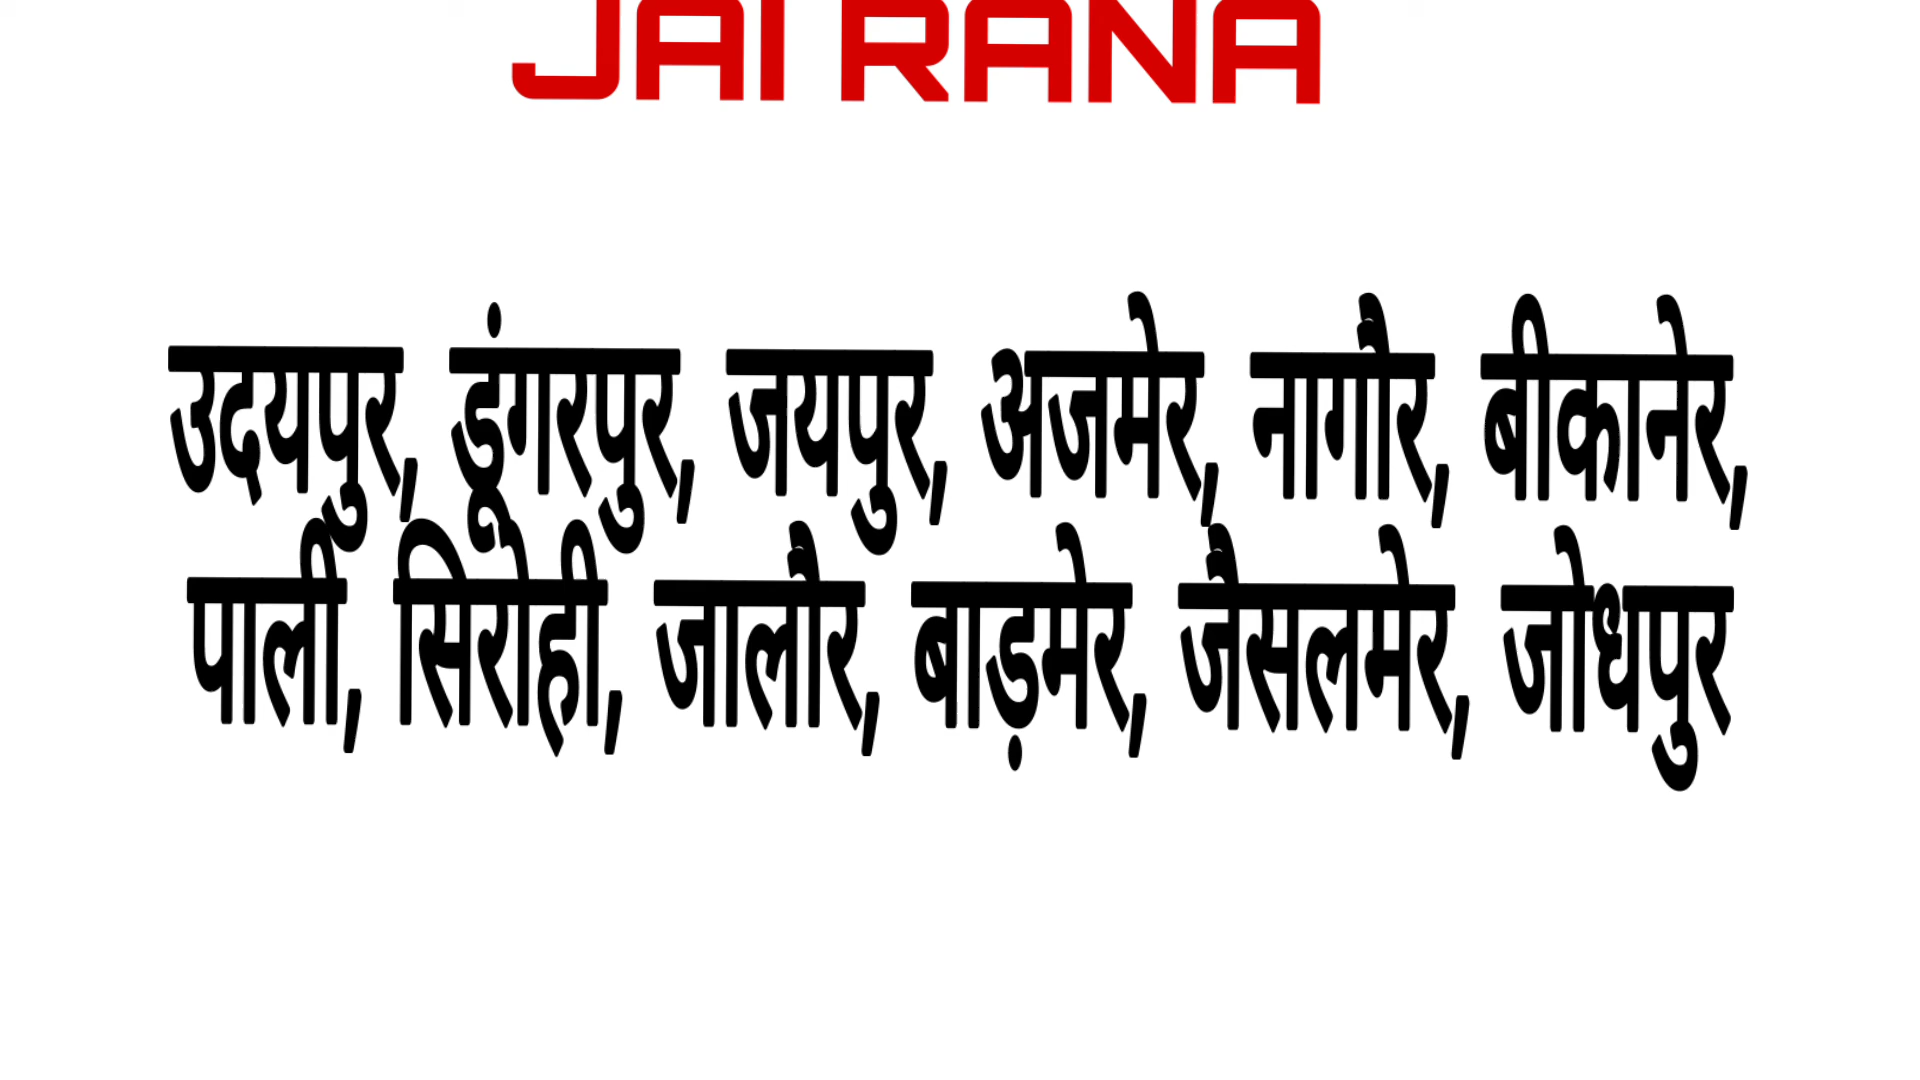 JAI RANA
उदयपुर, डूंगरपुर, जयपुर, अजमेर, नागौर, बीकानेर,
पाली, सिरोही, जालौर, बाड़मेर, जैसलमेर, जोधपुर